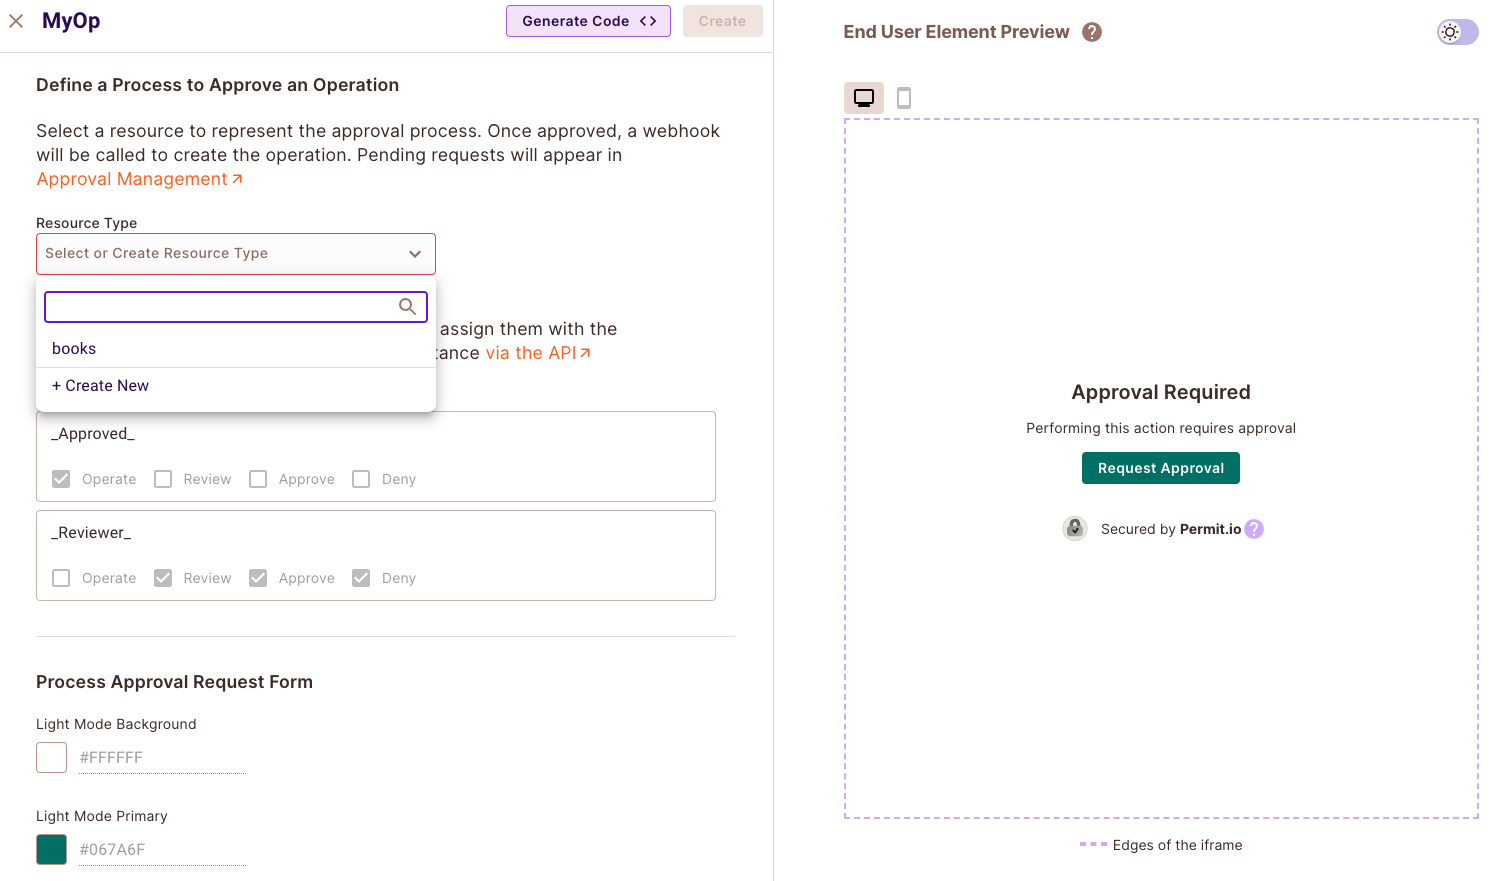 MyOp
Generate Code <>
Create
Define a Process to Approve an Operation
Select a resource to represent the approval process. Once approved, a webhook
will be called to create the operation. Pending requests will appear in
Approval Management
Resource Type
Select or Create Resource Type
assign them with the
tance via the API
books
+ Create New
_Approved_
Operate Review Approve Deny
_Reviewer_
Operate Review Approve Deny
Process Approval Request Form
Light Mode Background
#FFFFFF
Light Mode Primary
#067A6F
End User Element Preview ?
Approval Required
Performing this action requires approval
Request Approval
Secured by Permit.io ?
Edges of the iframe